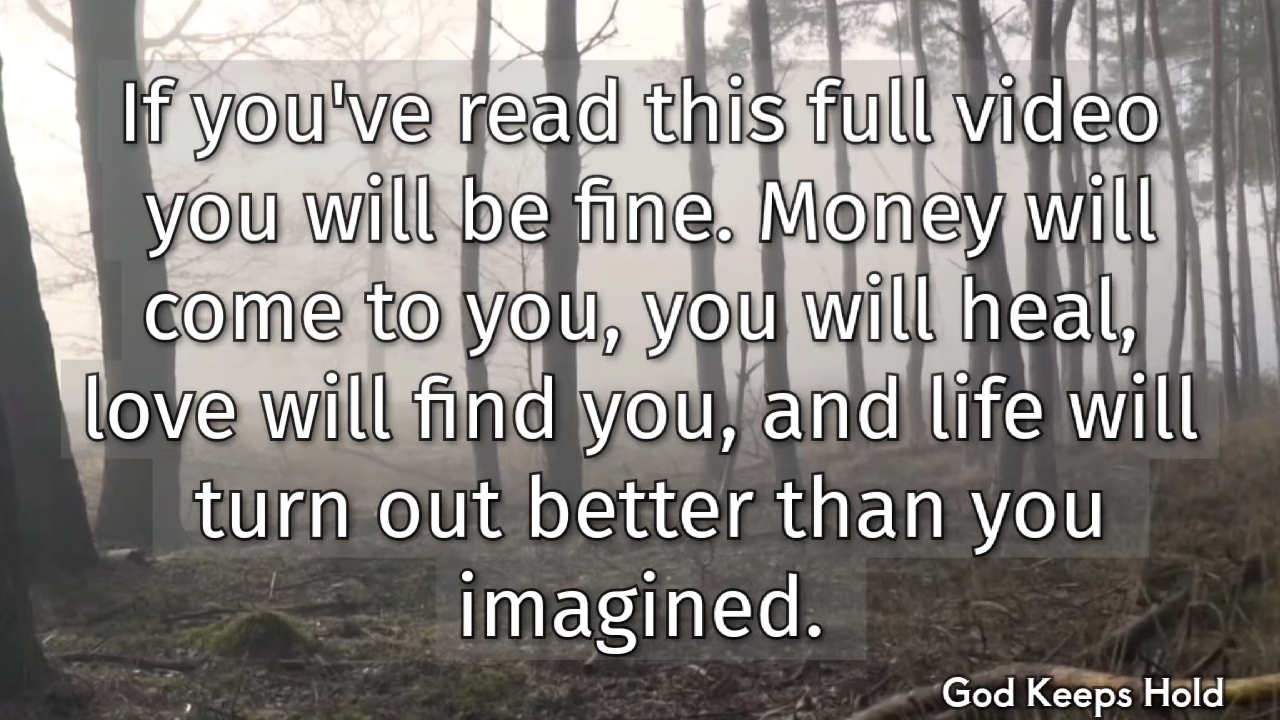 If you've read this full video
you will be fine. Money will
come to you, you will heal,
love will find you, and life will
turn out better than you
imagined.
God Keeps Hold